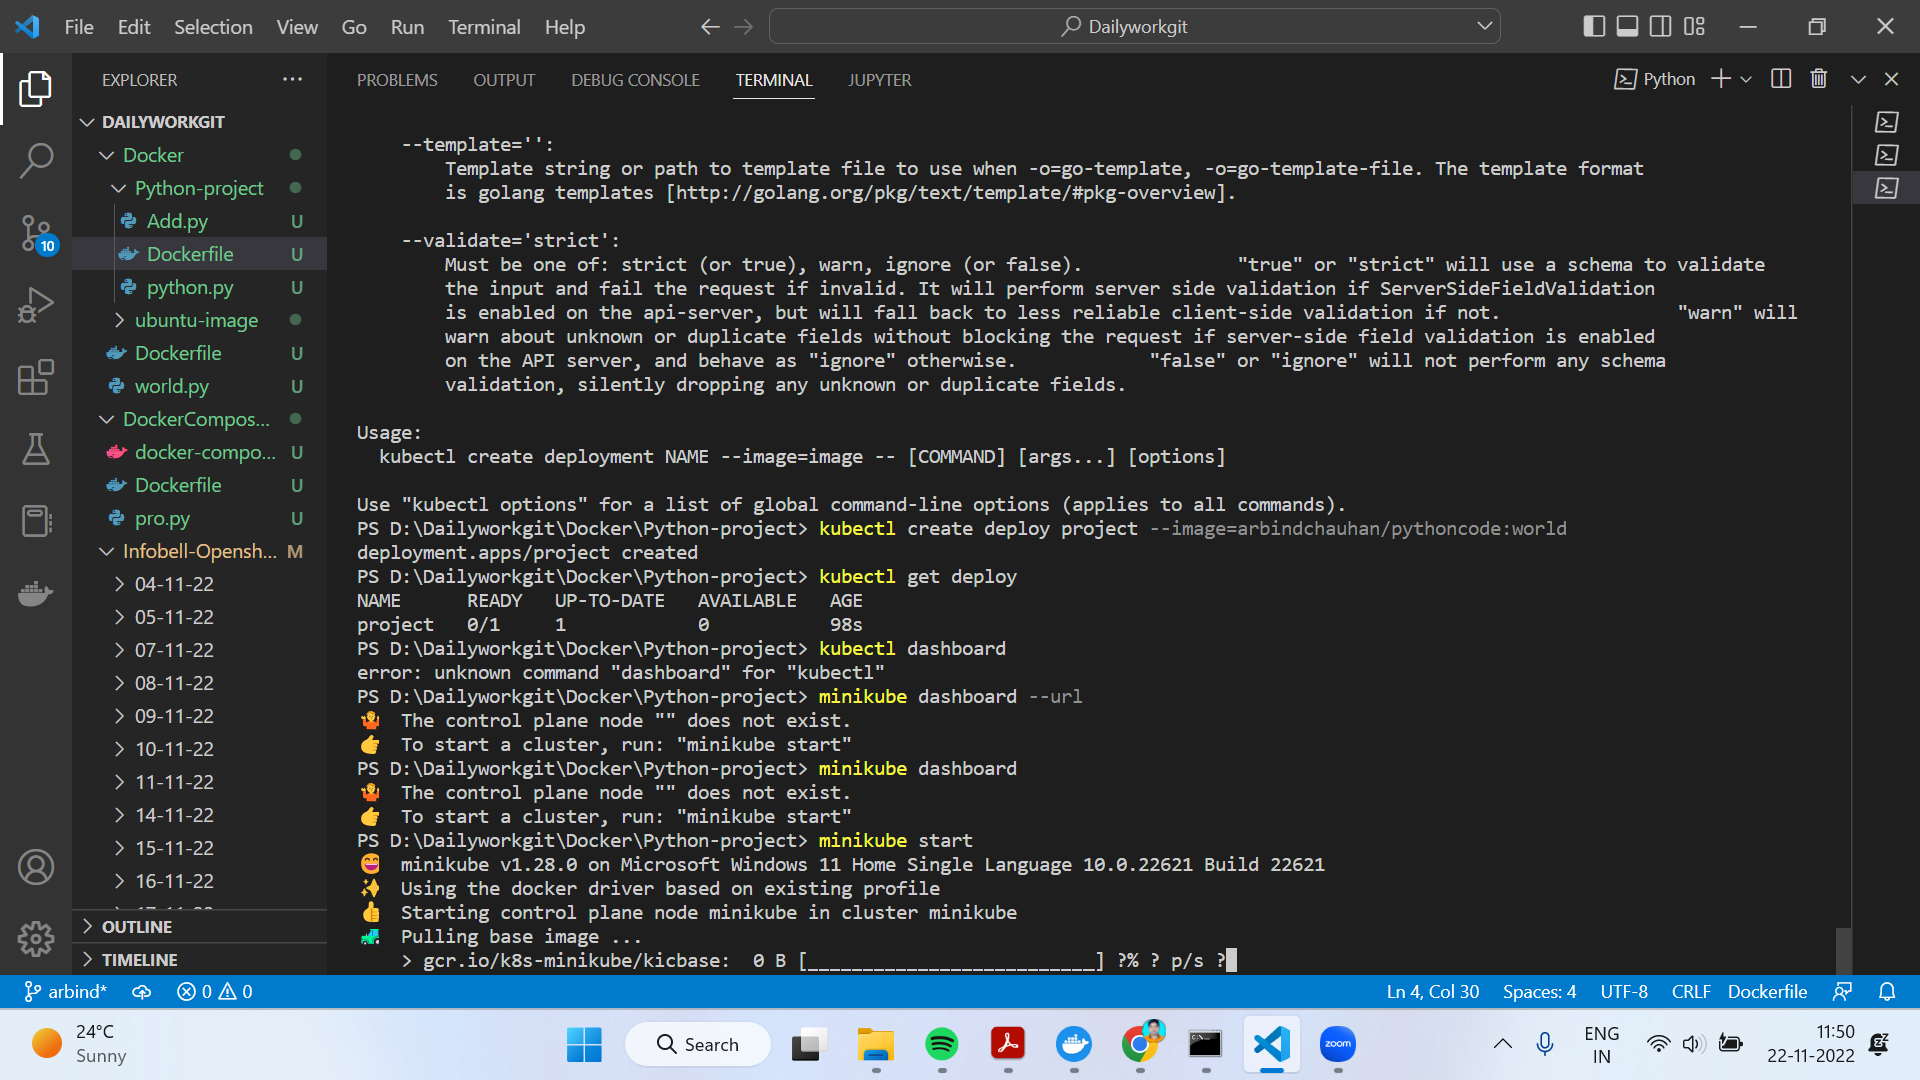 File Edit Selection View Go Run Terminal Help
Dailyworkgit
EXPLORER
PROBLEMS OUTPUT DEBUG CONSOLE TERMINAL JUPYTER
Python
DAILYWORKGIT
Docker
Python-project
Add.py U
Dockerfile U
python.py U
ubuntu-image
Dockerfile U
world.py U
DockerCompos...
docker-compo... U
Dockerfile U
pro.py U
Infobell-Opensh... M
04-11-22
05-11-22
07-11-22
08-11-22
09-11-22
10-11-22
11-11-22
14-11-22
15-11-22
16-11-22
OUTLINE
TIMELINE
10
--template='':
Template string or path to template file to use when -o=go-template, -o=go-template-file. The template format
is golang templates [http://golang.org/pkg/text/template/#pkg-overview].
--validate='strict':
Must be one of: strict (or true), warn, ignore (or false). "true" or "strict" will use a schema to validate
the input and fail the request if invalid. It will perform server side validation if ServerSideFieldValidation
is enabled on the api-server, but will fall back to less reliable client-side validation if not. "warn" will
warn about unknown or duplicate fields without blocking the request if server-side field validation is enabled
on the API server, and behave as "ignore" otherwise. "false" or "ignore" will not perform any schema
validation, silently dropping any unknown or duplicate fields.
Usage:
kubectl create deployment NAME --image=image -- [COMMAND] [args...] [options]
Use "kubectl options" for a list of global command-line options (applies to all commands).
PS D:\Dailyworkgit\Docker\Python-project> kubectl create deploy project --image=arbindchauhan/pythoncode:world
deployment.apps/project created
PS D:\Dailyworkgit\Docker\Python-project> kubectl get deploy
NAME READY UP-TO-DATE AVAILABLE AGE
project 0/1 1 0 98s
PS D:\Dailyworkgit\Docker\Python-project> kubectl dashboard
error: unknown command "dashboard" for "kubectl"
PS D:\Dailyworkgit\Docker\Python-project> minikube dashboard --url
The control plane node "" does not exist.
To start a cluster, run: "minikube start"
PS D:\Dailyworkgit\Docker\Python-project> minikube dashboard
The control plane node "" does not exist.
To start a cluster, run: "minikube start"
PS D:\Dailyworkgit\Docker\Python-project> minikube start
minikube v1.28.0 on Microsoft Windows 11 Home Single Language 10.0.22621 Build 22621
Using the docker driver based on existing profile
Starting control plane node minikube in cluster minikube
Pulling base image ...
> gcr.io/k8s-minikube/kicbase: 0 B [__________________________] ?% ? p/s ?
arbind* 0 0 Ln 4, Col 30 Spaces: 4 UTF-8 CRLF Dockerfile
24°C
Sunny
Search
zoom
ENG
IN
11:50
22-11-2022